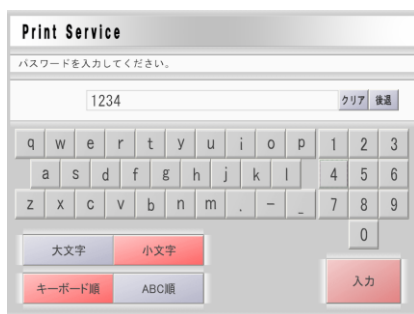 Print Service
パスワードを入力してください。
1234 クリア 後退
q w e r t y u i o p 1 2 3
a s d f g h j k l 4 5 6
z x c v b n m . - _ 7 8 9
0
大文字 小文字
キーボード順 ABC順
入力